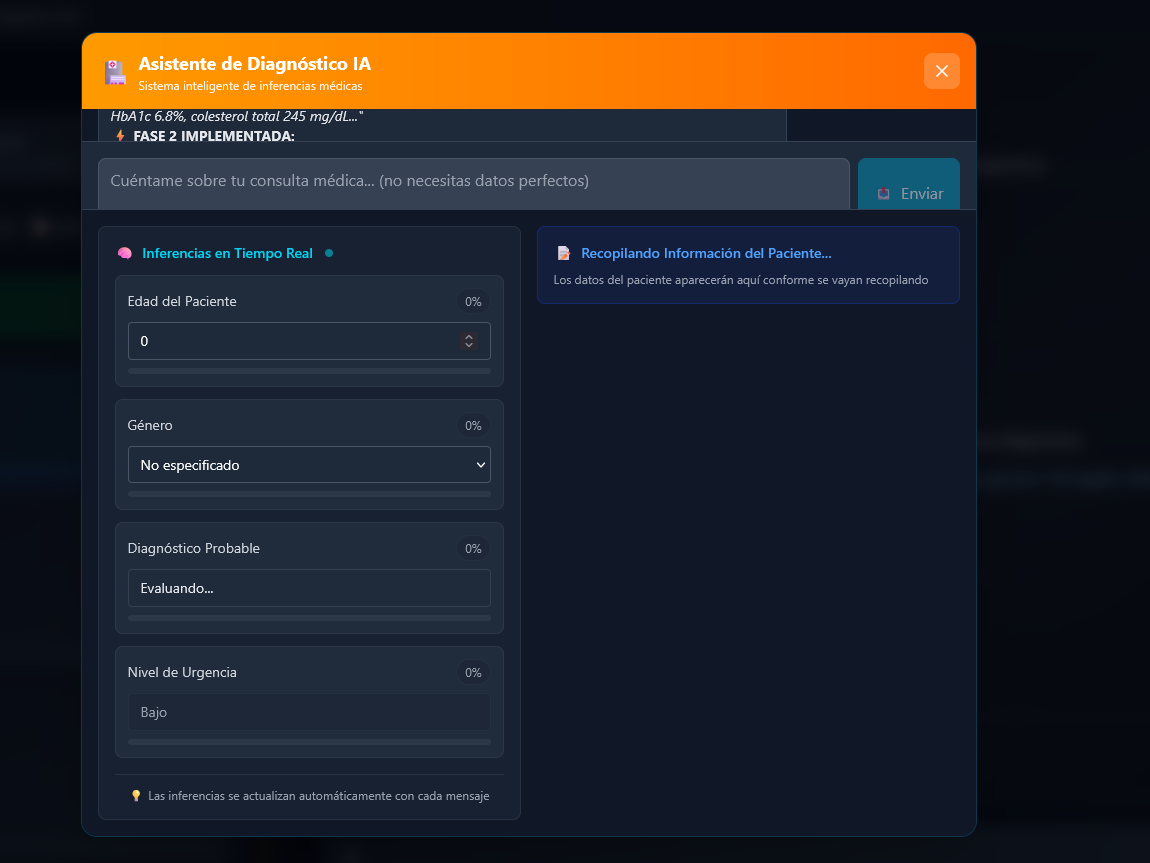 Asistente de Diagnóstico IA
Sistema inteligente de inferencias médicas
HbA1c 6.8%, colesterol total 245 mg/dL..."
FASE 2 IMPLEMENTADA:
Cuéntame sobre tu consulta médica... (no necesitas datos perfectos)
Enviar
Inferencias en Tiempo Real
Edad del Paciente
0%
0
Género
0%
No especificado
Diagnóstico Probable
0%
Evaluando...
Nivel de Urgencia
0%
Bajo
Las inferencias se actualizan automáticamente con cada mensaje
Recopilando Información del Paciente...
Los datos del paciente aparecerán aquí conforme se vayan recopilando